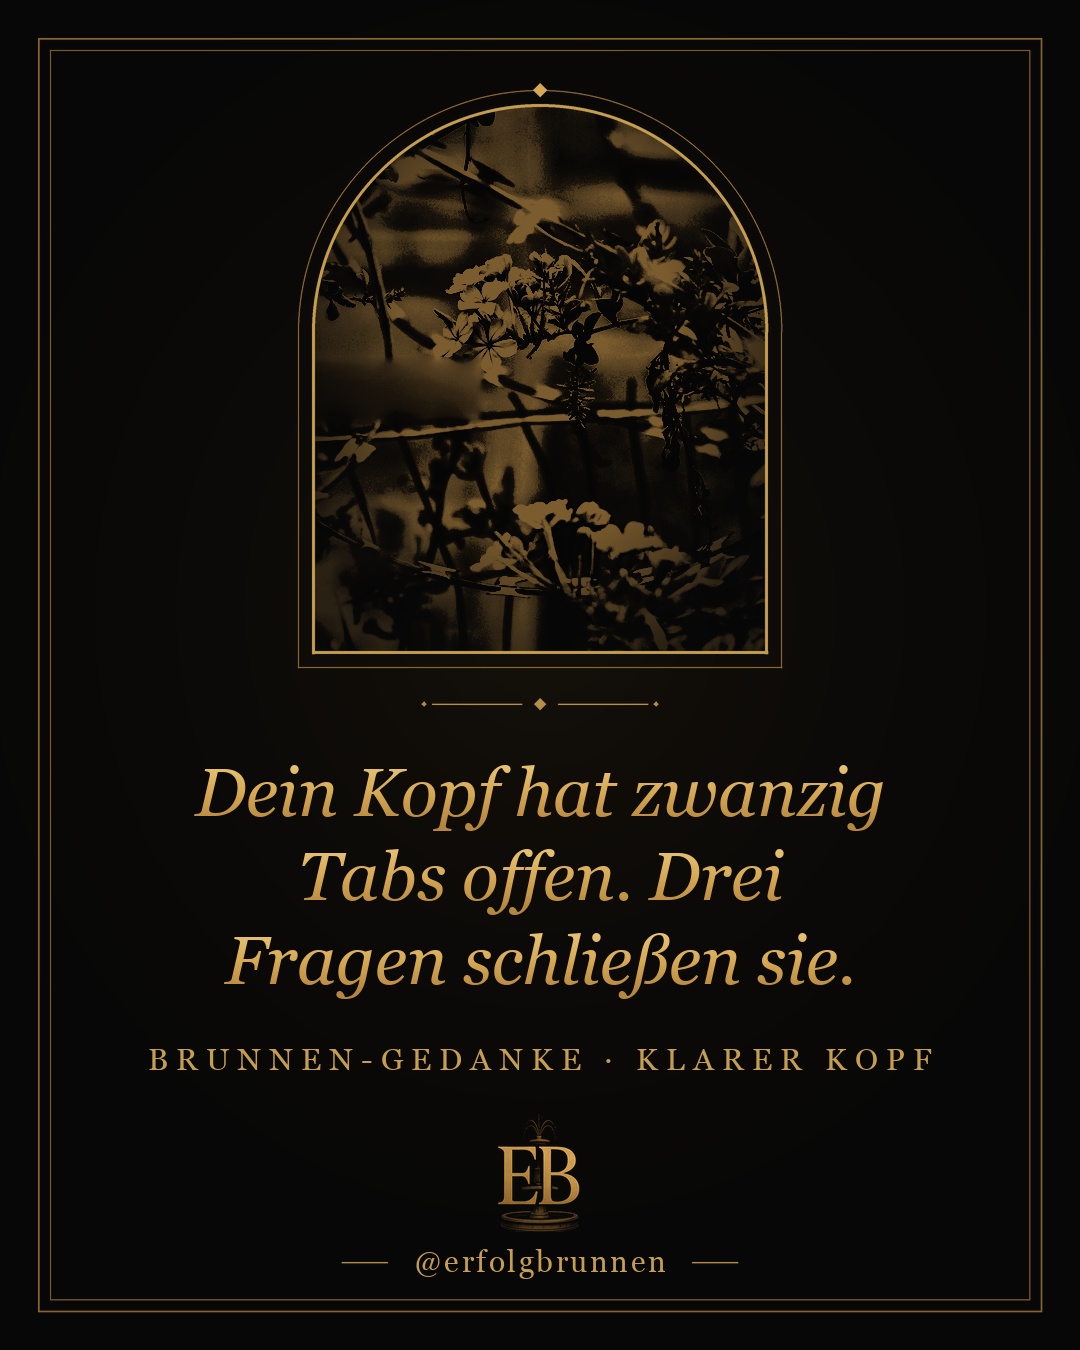 Dein Kopf hat zwanzig
Tabs offen. Drei
Fragen schließen sie.
BRUNNEN-GEDANKE · KLARER KOPF
EB
@erfolgbrunnen